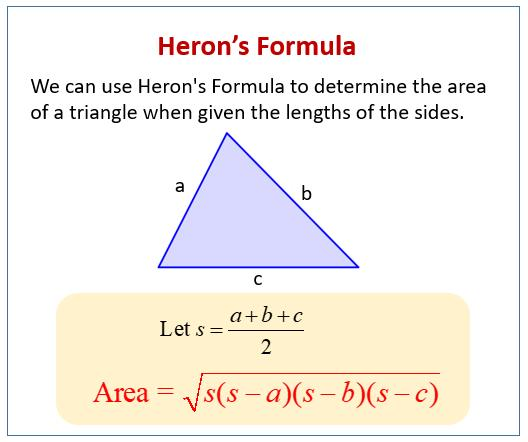 Heron’s Formula
We can use Heron's Formula to determine the area
of a triangle when given the lengths of the sides.
a
b
c
Let s = a+b+c / 2
Area = √s(s−a)(s−b)(s−c)